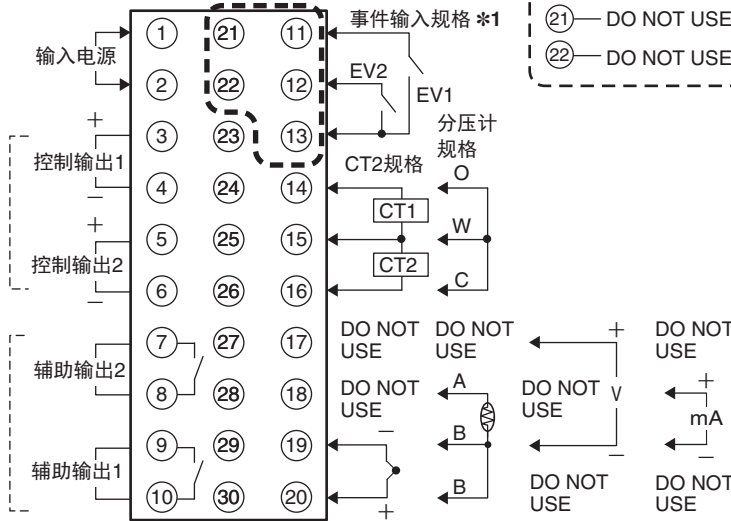 事件输入规格 *1
21 DO NOT USE
22 DO NOT USE
输入电源
1 21 11
2 22 12
EV2
EV1
+
控制输出1
−
3 23 13
4 24 14
CT2规格
分压计
规格
CT1
CT2
O
W
C
+
控制输出2
−
5 25 15
6 26 16
辅助输出2
7 27 17
8 28 18
DO NOT
USE
DO NOT
USE
+
DO NOT
USE
DO NOT
USE
A
DO NOT
USE
V
+
mA
−
辅助输出1
9 29 19
10 30 20
−
+
B
B
−
DO NOT
USE
DO NOT
USE